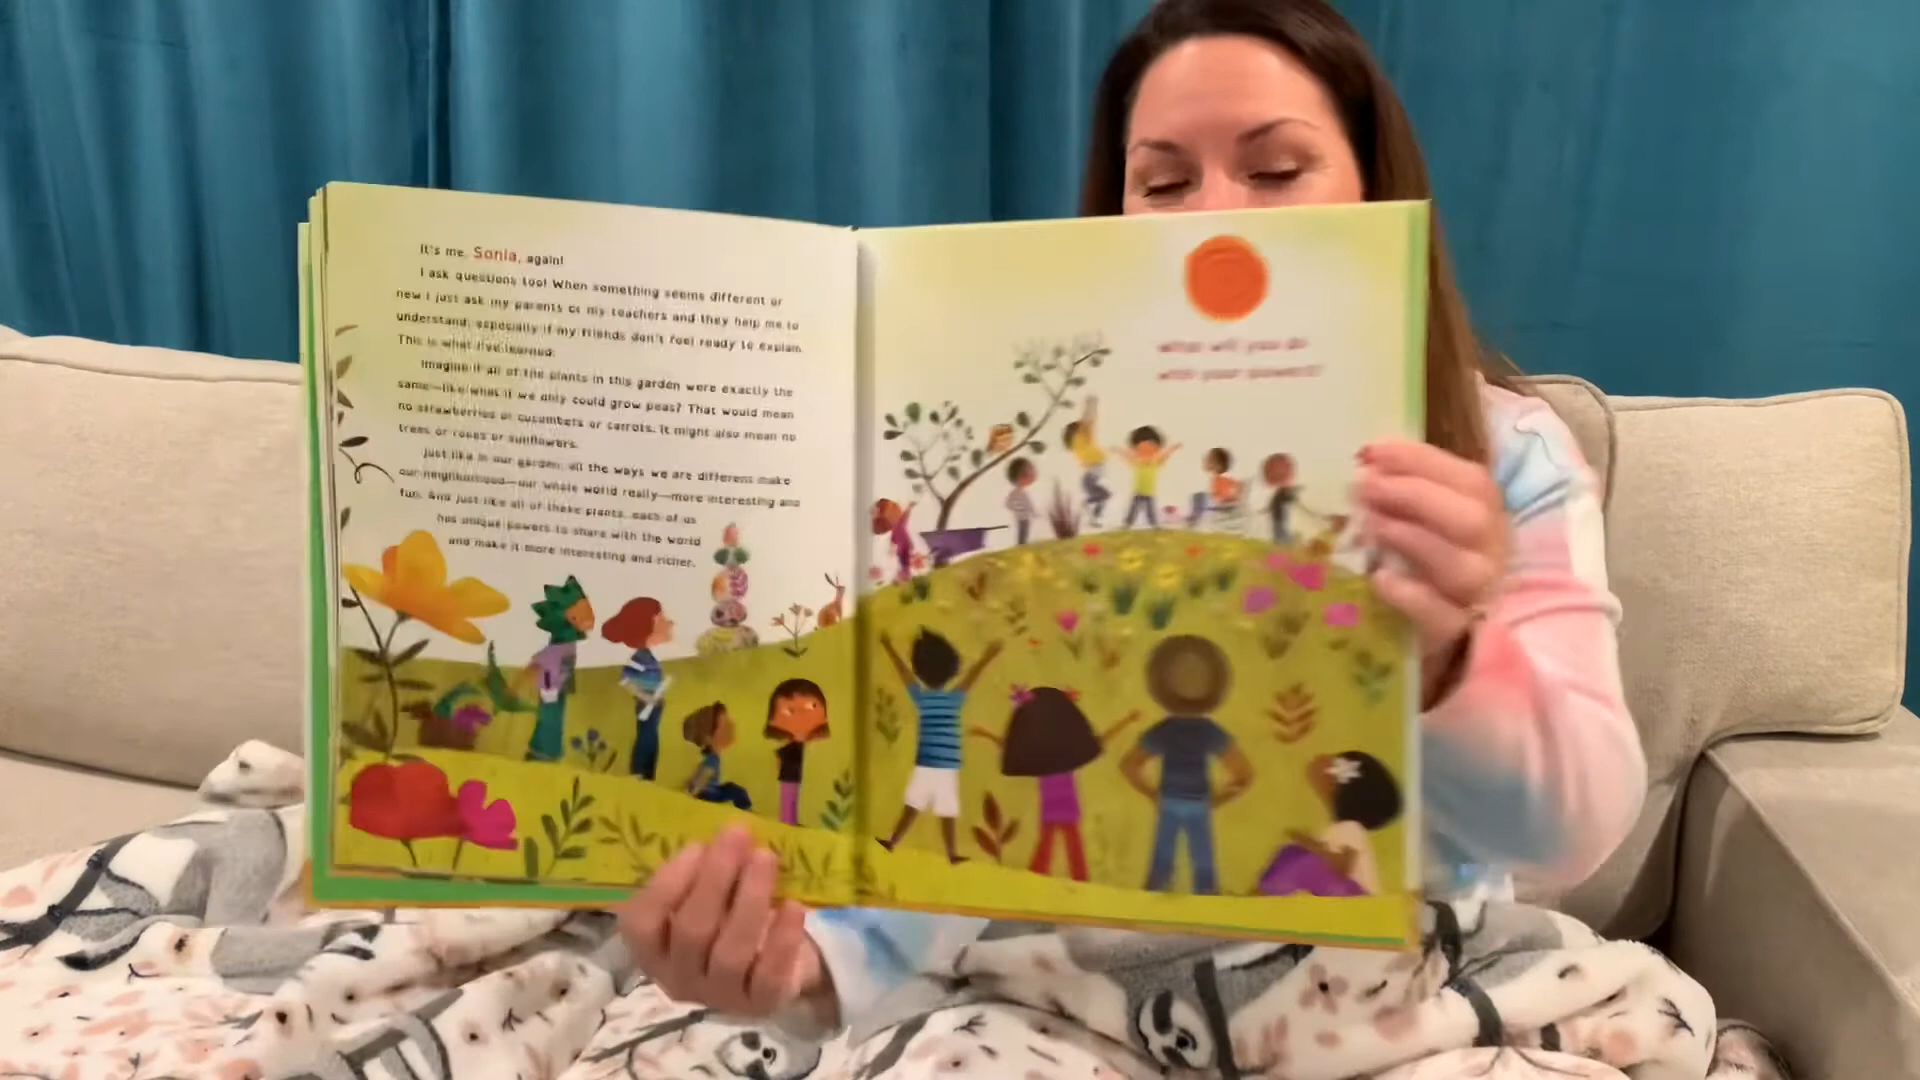 It's me, Sonia, again!
I ask questions too! When something seems different or
new I just ask my parents or my teachers and they help me to
understand, especially if my friends don't feel ready to explain.
This is what I've learned:
Imagine if all of the plants in this garden were exactly the
same—like what if we only could grow peas? That would mean
no strawberries or cucumbers or carrots. It might also mean no
trees or roses or sunflowers.
Just like in our garden, all the ways we are different make
our neighborhood—our whole world really—more interesting and
fun. And just like all of these plants, each of us
has unique powers to share with the world
and make it more interesting and richer.
What will you do
with your powers?